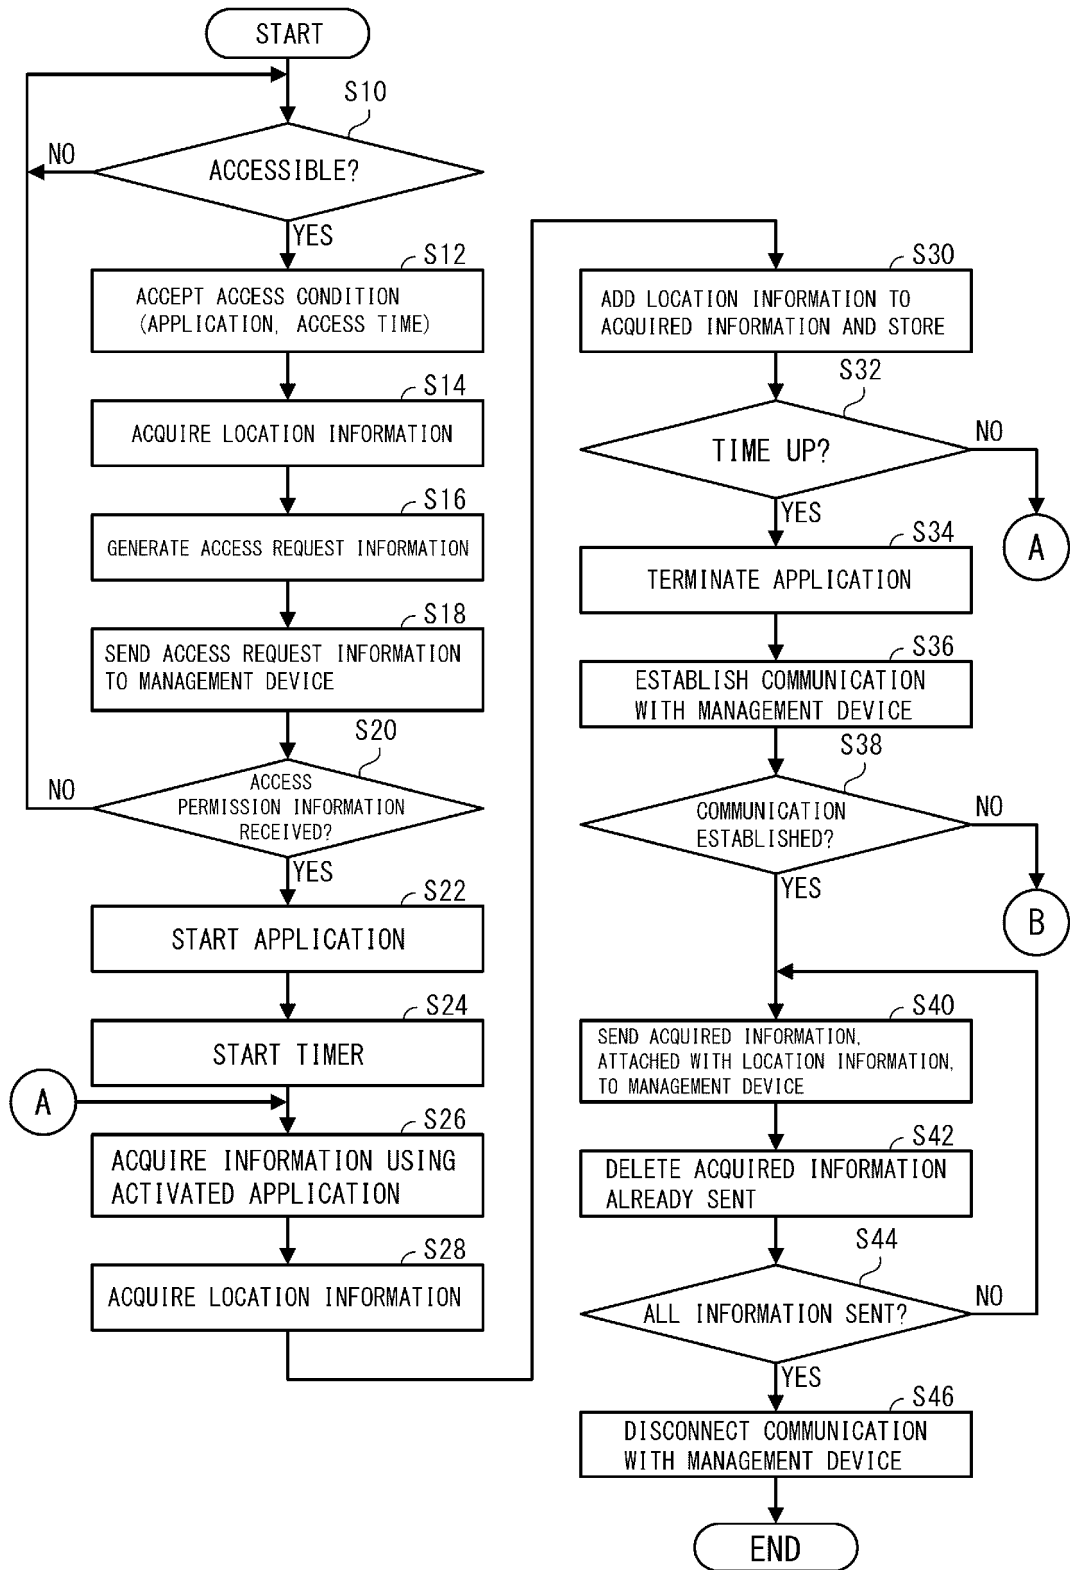 START
S10
ACCESSIBLE?
NO
YES
S12
ACCEPT ACCESS CONDITION
(APPLICATION, ACCESS TIME)
S14
ACQUIRE LOCATION INFORMATION
S16
GENERATE ACCESS REQUEST INFORMATION
S18
SEND ACCESS REQUEST INFORMATION
TO MANAGEMENT DEVICE
S20
ACCESS
PERMISSION INFORMATION
RECEIVED?
NO
YES
S22
START APPLICATION
S24
START TIMER
A
S26
ACQUIRE INFORMATION USING
ACTIVATED APPLICATION
S28
ACQUIRE LOCATION INFORMATION
S30
ADD LOCATION INFORMATION TO
ACQUIRED INFORMATION AND STORE
S32
TIME UP?
NO
A
YES
S34
TERMINATE APPLICATION
S36
ESTABLISH COMMUNICATION
WITH MANAGEMENT DEVICE
S38
COMMUNICATION
ESTABLISHED?
NO
B
YES
S40
SEND ACQUIRED INFORMATION,
ATTACHED WITH LOCATION INFORMATION,
TO MANAGEMENT DEVICE
S42
DELETE ACQUIRED INFORMATION
ALREADY SENT
S44
ALL INFORMATION SENT?
NO
YES
S46
DISCONNECT COMMUNICATION
WITH MANAGEMENT DEVICE
END